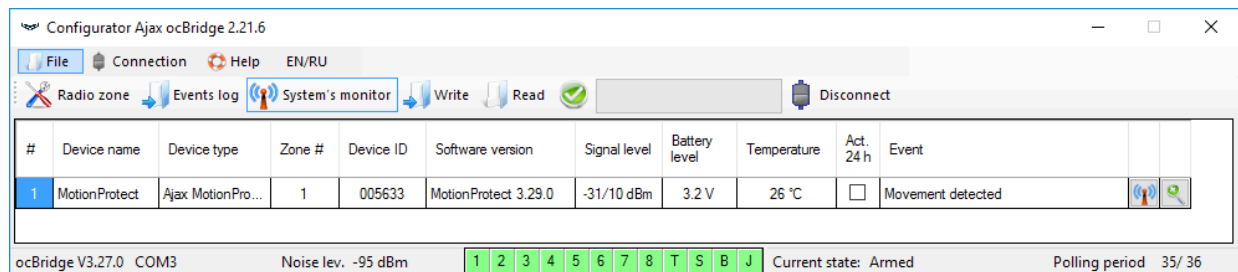 Configurator Ajax ocBridge 2.21.6
File Connection Help EN/RU
Radio zone Events log System's monitor Write Read Disconnect
# Device name Device type Zone # Device ID Software version Signal level Battery level Temperature Act. 24 h Event
1 MotionProtect Ajax MotionPro... 1 005633 MotionProtect 3.29.0 -31/10 dBm 3.2 V 26 °C Movement detected
ocBridge V3.27.0 COM3 Noise lev. -95 dBm 1 2 3 4 5 6 7 8 T S B J Current state: Armed Polling period 35/ 36